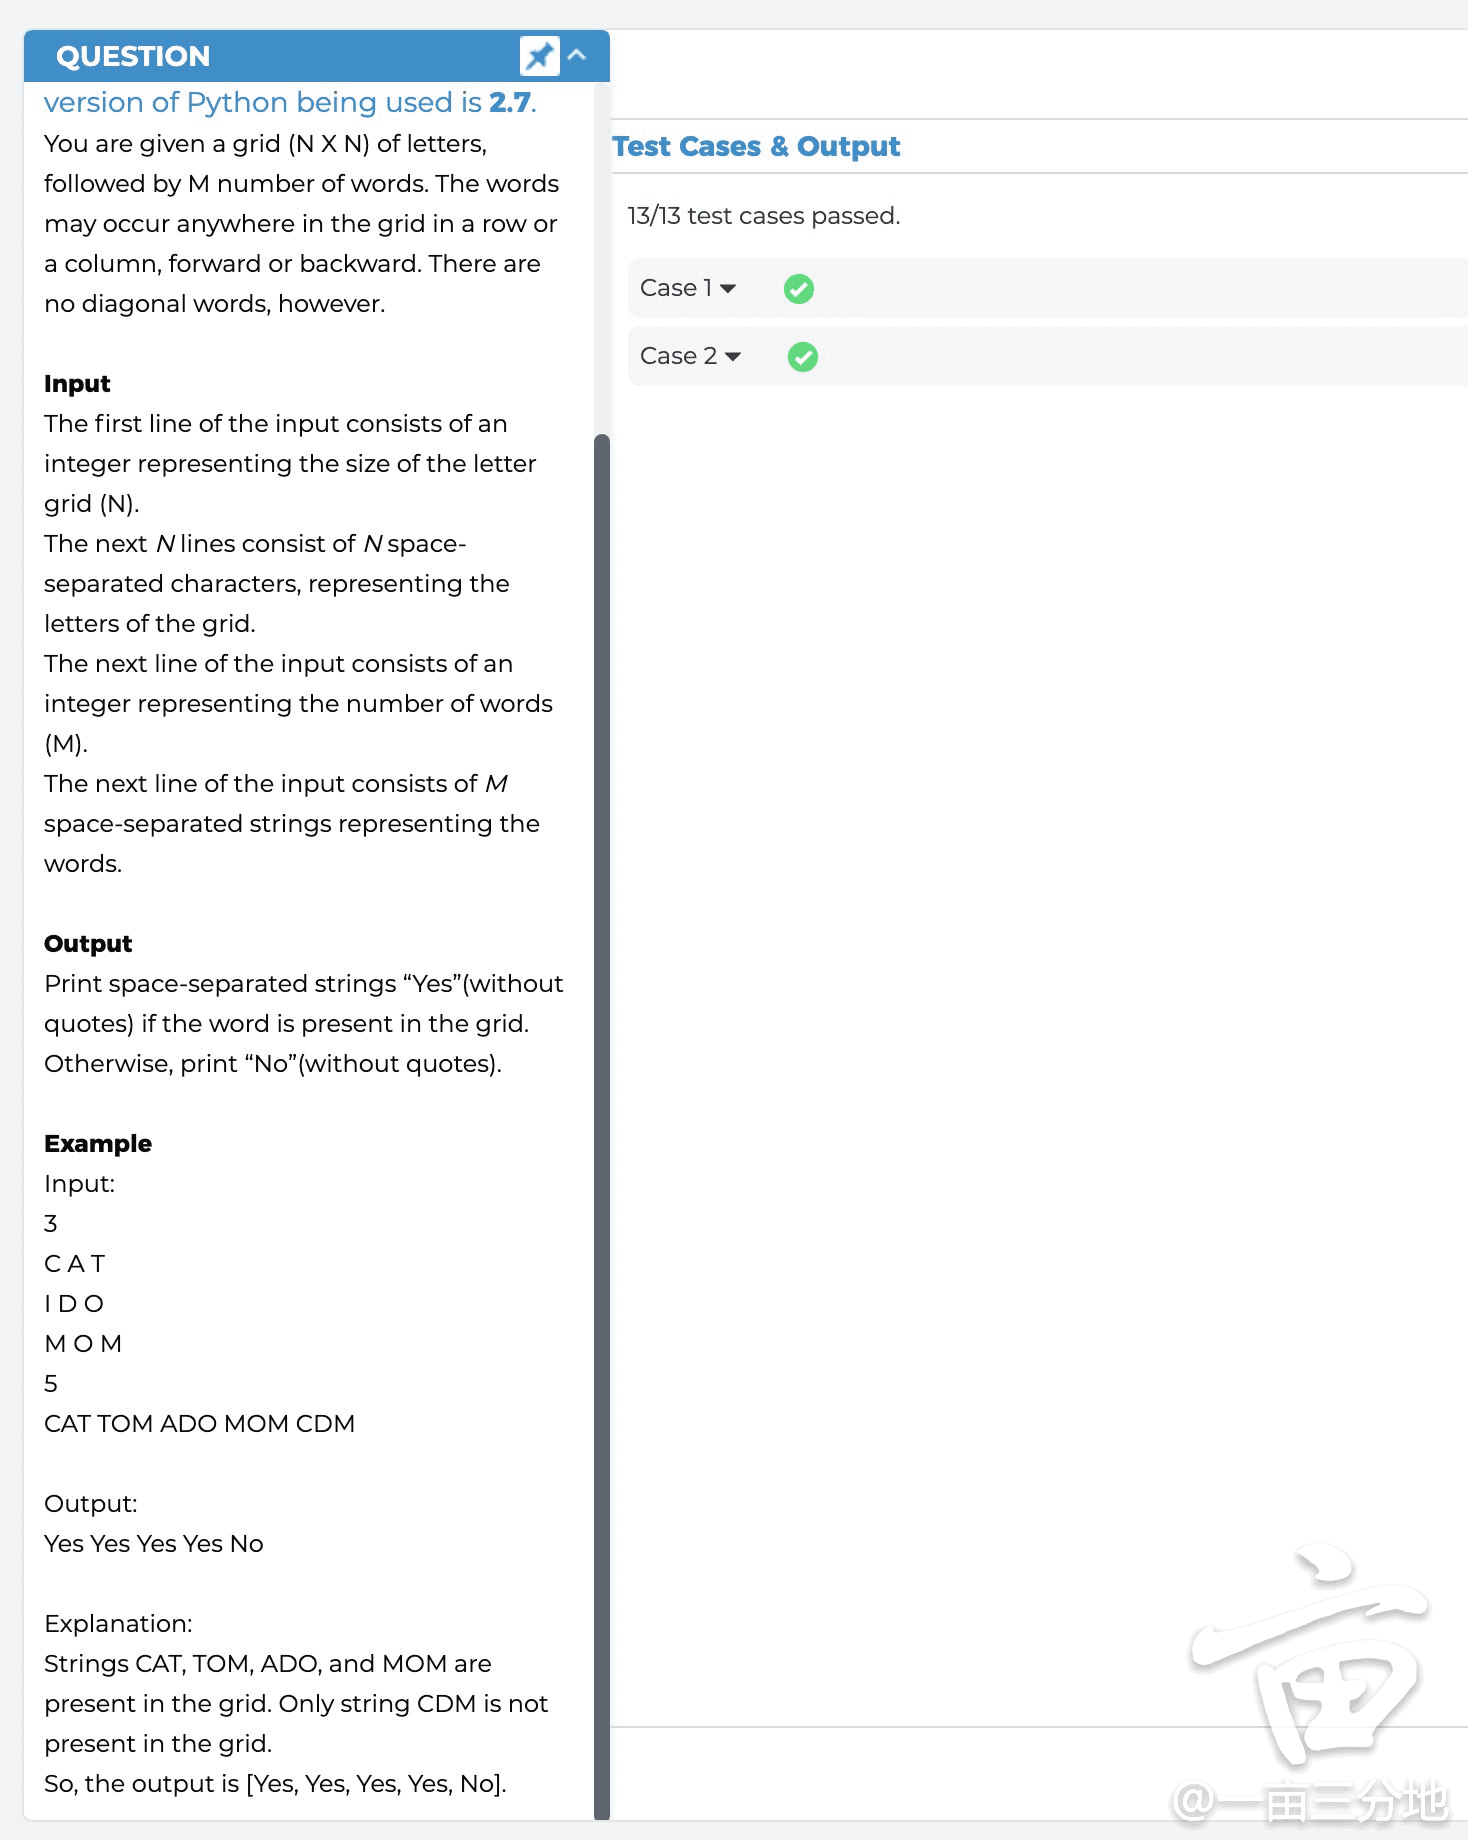 QUESTION
version of Python being used is 2.7.
You are given a grid (N X N) of letters,
followed by M number of words. The words
may occur anywhere in the grid in a row or
a column, forward or backward. There are
no diagonal words, however.
Input
The first line of the input consists of an
integer representing the size of the letter
grid (N).
The next N lines consist of N space-
separated characters, representing the
letters of the grid.
The next line of the input consists of an
integer representing the number of words
(M).
The next line of the input consists of M
space-separated strings representing the
words.
Output
Print space-separated strings “Yes”(without
quotes) if the word is present in the grid.
Otherwise, print “No”(without quotes).
Example
Input:
3
C A T
I D O
M O M
5
CAT TOM ADO MOM CDM
Output:
Yes Yes Yes Yes No
Explanation:
Strings CAT, TOM, ADO, and MOM are
present in the grid. Only string CDM is not
present in the grid.
So, the output is [Yes, Yes, Yes, Yes, No].
Test Cases & Output
13/13 test cases passed.
Case 1
Case 2
亩
@一亩三分地